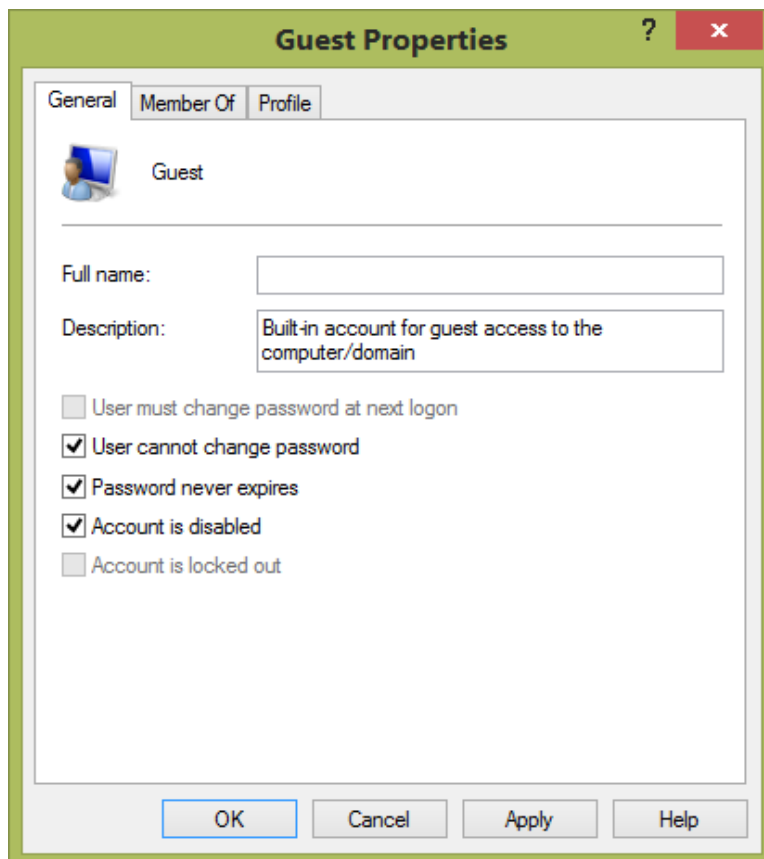 Guest Properties
?
x
General
Member Of
Profile
Guest
Full name:
Description:
Built-in account for guest access to the
computer/domain
User must change password at next logon
User cannot change password
Password never expires
Account is disabled
Account is locked out
OK
Cancel
Apply
Help